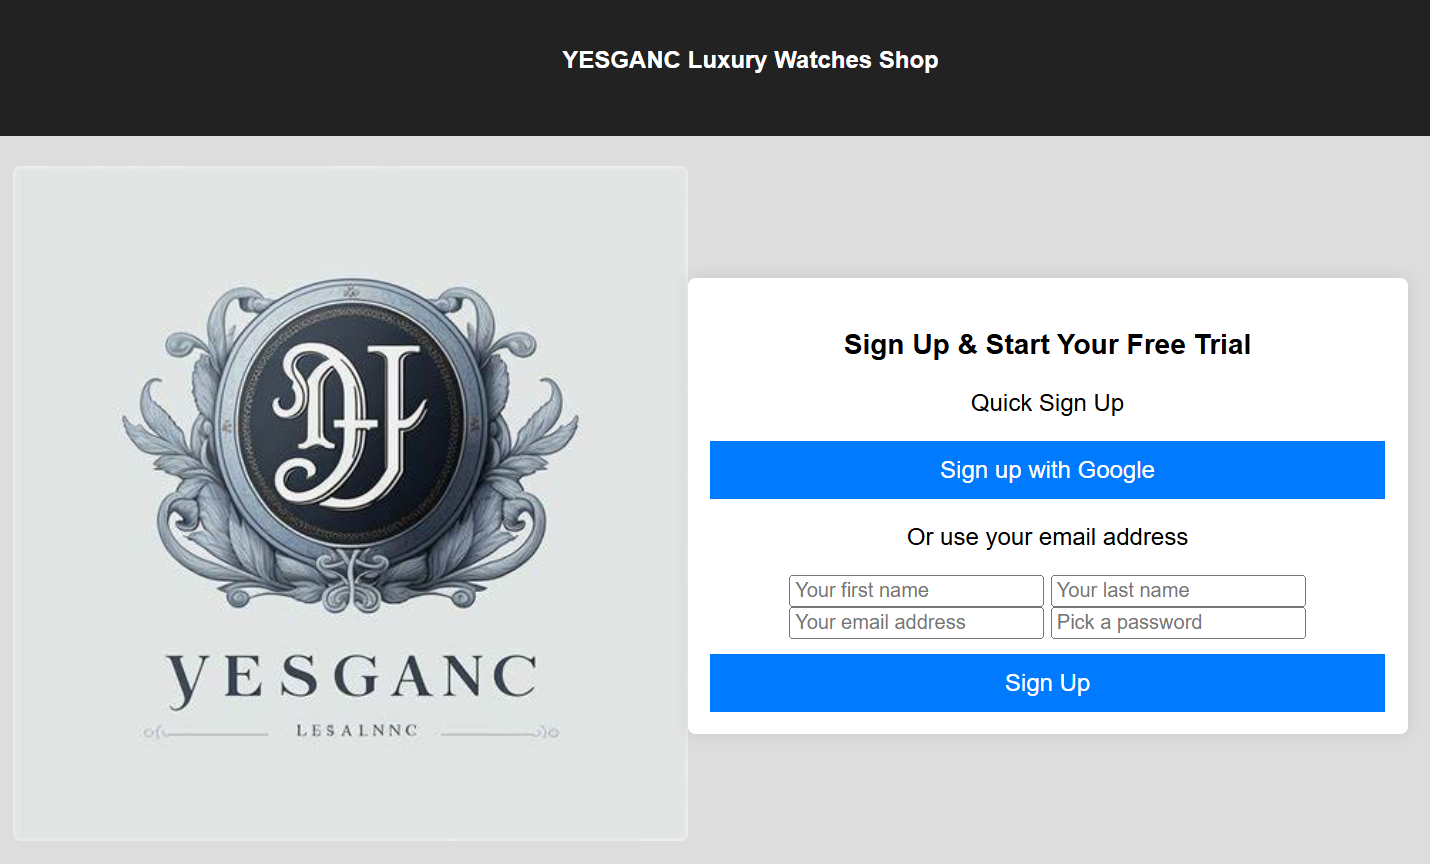 YESGANC Luxury Watches Shop
YESGANC
LESALNNC
Sign Up & Start Your Free Trial
Quick Sign Up
Sign up with Google
Or use your email address
Your first name Your last name
Your email address Pick a password
Sign Up